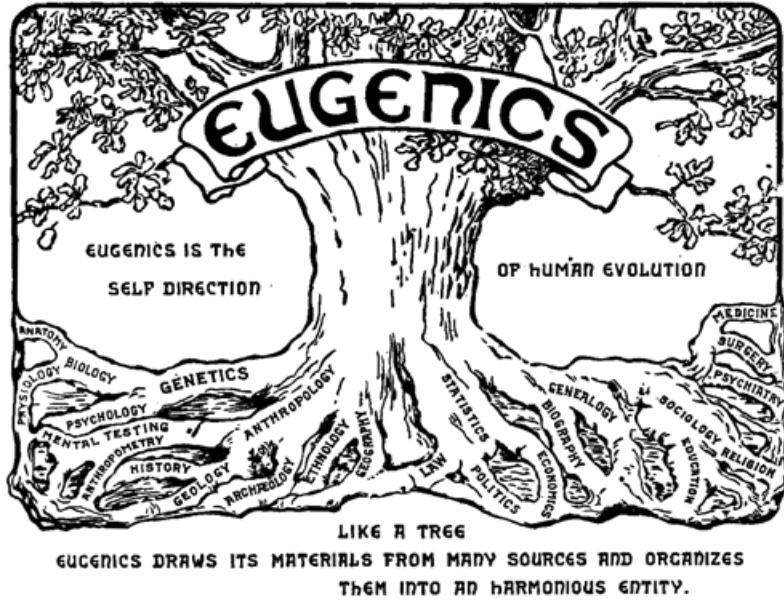 EUGENICS
EUGENICS IS THE
SELF DIRECTION
OF HUMAN EVOLUTION
ANATOMY
BIOLOGY
PHYSIOLOGY
GENETICS
PSYCHOLOGY
MENTAL TESTING
ANTHROPOMETRY
HISTORY
GEOLOGY
ANTHROPOLOGY
ARCHÆOLOGY
ETHNOLOGY
GEOGRAPHY
LAW
STATISTICS
POLITICS
ECONOMICS
BIOGRAPHY
GENEALOGY
EDUCATION
SOCIOLOGY
RELIGION
PSYCHIATRY
SURGERY
MEDICINE
LIKE A TREE
EUGENICS DRAWS ITS MATERIALS FROM MANY SOURCES AND ORGANIZES
THEM INTO AN HARMONIOUS ENTITY.